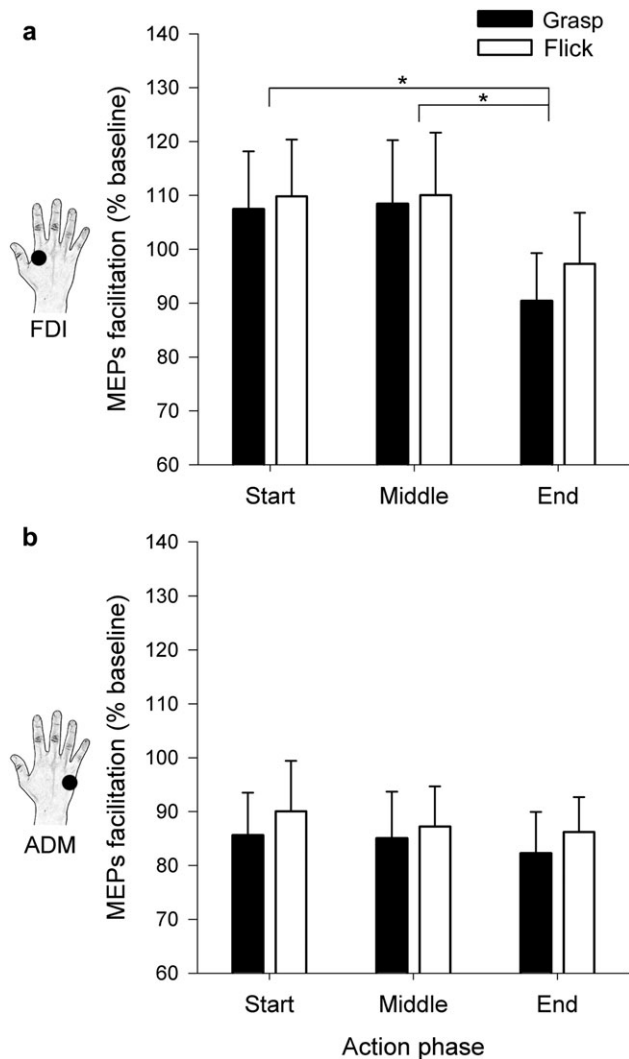 a
Grasp
Flick
MEPs facilitation (% baseline)
140
130
120
110
100
90
80
70
60
*
*
FDI
Start Middle End
b
MEPs facilitation (% baseline)
140
130
120
110
100
90
80
70
60
ADM
Start Middle End
Action phase